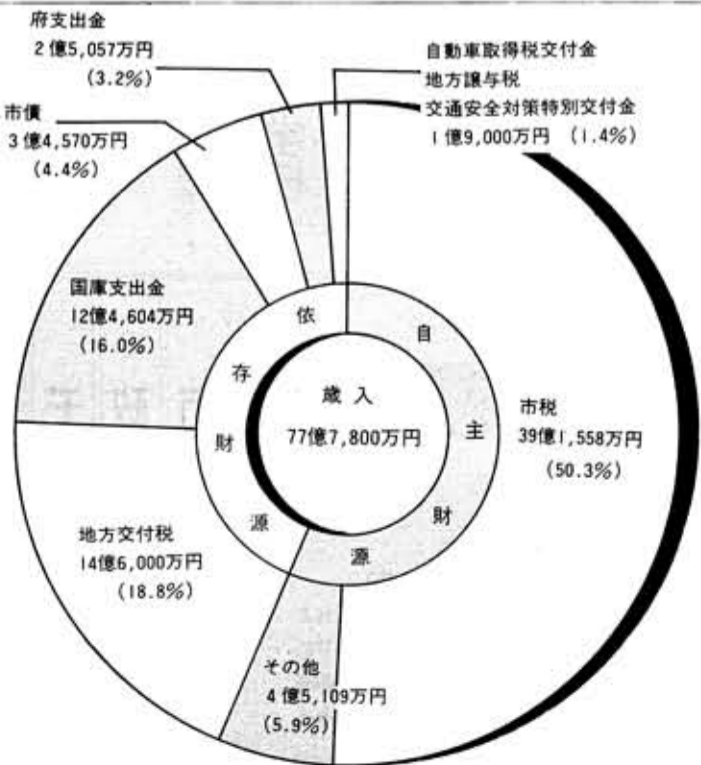 府支出金
2億5,057万円
(3.2%)
自動車取得税交付金
地方譲与税
交通安全対策特別交付金
1億9,000万円 (1.4%)
市債
3億4,570万円
(4.4%)
国庫支出金
12億4,604万円
(16.0%)
依存財源
自主財源
歳入
77億7,800万円
市税
39億1,558万円
(50.3%)
地方交付税
14億6,000万円
(18.8%)
その他
4億5,109万円
(5.9%)